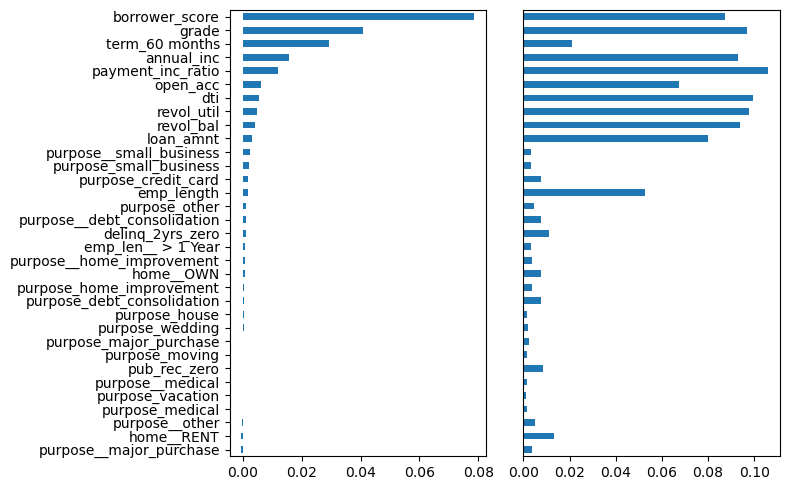 borrower_score
grade
term_60 months
annual_inc
payment_inc_ratio
open_acc
dti
revol_util
revol_bal
loan_amnt
purpose__small_business
purpose_small_business
purpose_credit_card
emp_length
purpose_other
purpose__debt_consolidation
delinq_2yrs_zero
emp_len__ > 1 Year
purpose__home_improvement
home__OWN
purpose_home_improvement
purpose_debt_consolidation
purpose_house
purpose_wedding
purpose_major_purchase
purpose_moving
pub_rec_zero
purpose__medical
purpose_vacation
purpose_medical
purpose__other
home__RENT
purpose__major_purchase
0.00 0.02 0.04 0.06 0.08
0.00 0.02 0.04 0.06 0.08 0.10